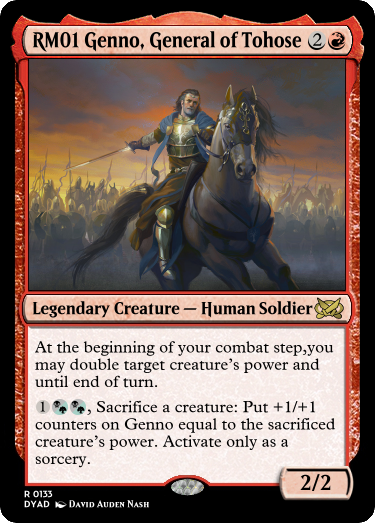 RM01 Genno, General of Tohose 2
Legendary Creature — Human Soldier
At the beginning of your combat step,you
may double target creature's power and
until end of turn.
1, Sacrifice a creature: Put +1/+1
counters on Genno equal to the sacrificed
creature's power. Activate only as a
sorcery.
2/2
R 0133
DYAD David Auden Nash